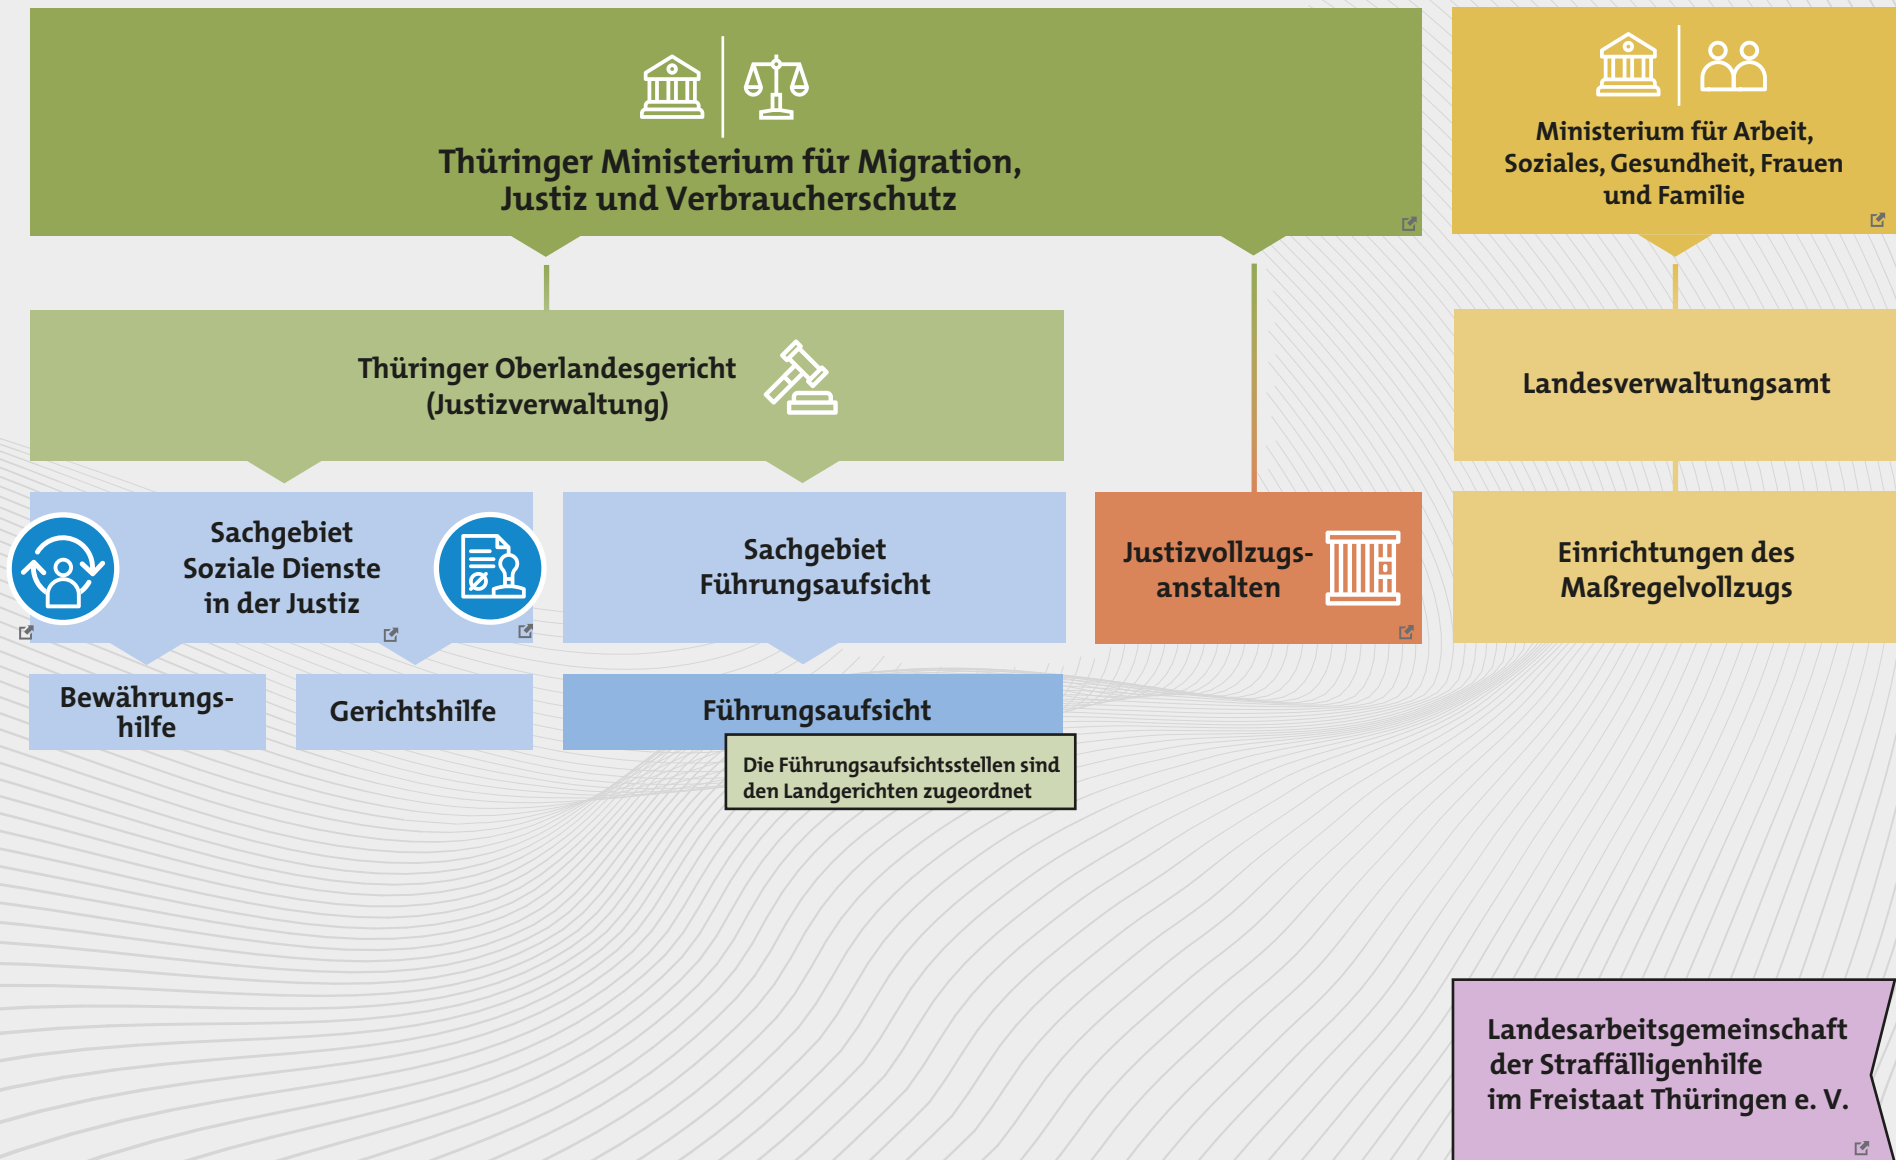 Thüringer Ministerium für Migration,
Justiz und Verbraucherschutz
Ministerium für Arbeit,
Soziales, Gesundheit, Frauen
und Familie
Thüringer Oberlandesgericht
(Justizverwaltung)
Landesverwaltungsamt
Sachgebiet
Soziale Dienste
in der Justiz
Sachgebiet
Führungsaufsicht
Justizvollzugs-
anstalten
Einrichtungen des
Maßregelvollzugs
Bewährungs-
hilfe
Gerichtshilfe
Führungsaufsicht
Die Führungsaufsichtsstellen sind
den Landgerichten zugeordnet
Landesarbeitsgemeinschaft
der Straffälligenhilfe
im Freistaat Thüringen e. V.